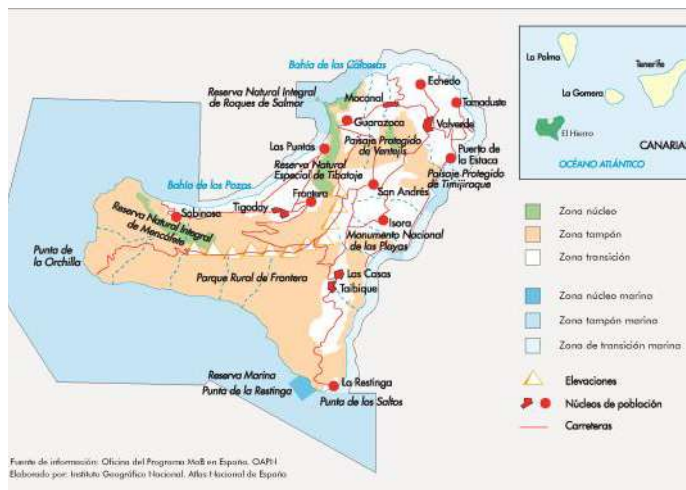 Bahía de las Calcosas
Echedo
Reserva Natural Integral
de Roques de Salmor
Mocanal
Tamaduste
Guarazoca
Valverde
Las Puntas
Paisaje Protegido
de Ventejís
Puerto de
la Estaca
Reserva Natural
Especial de Tibataje
Paisaje Protegido
de Timijiraque
Bahía de los Pozos
Frontera
San Andrés
Tigaday
Sabinosa
Isora
Reserva Natural Integral
de Mencáfete
Monumento Nacional
de las Playas
Punta de
la Orchilla
Parque Rural de Frontera
Las Casas
Taibique
Reserva Marina
Punta de la Restinga
La Restinga
Punta de los Saltos
La Palma
Tenerife
La Gomera
El Hierro
CANARIAS
OCÉANO ATLÁNTICO
Zona núcleo
Zona tampón
Zona transición
Zona núcleo marina
Zona tampón marina
Zona de transición marina
Elevaciones
Núcleos de población
Carreteras
Fuente de información: Oficina del Programa MaB en España. OAPN
Elaborado por: Instituto Geográfico Nacional. Atlas Nacional de España